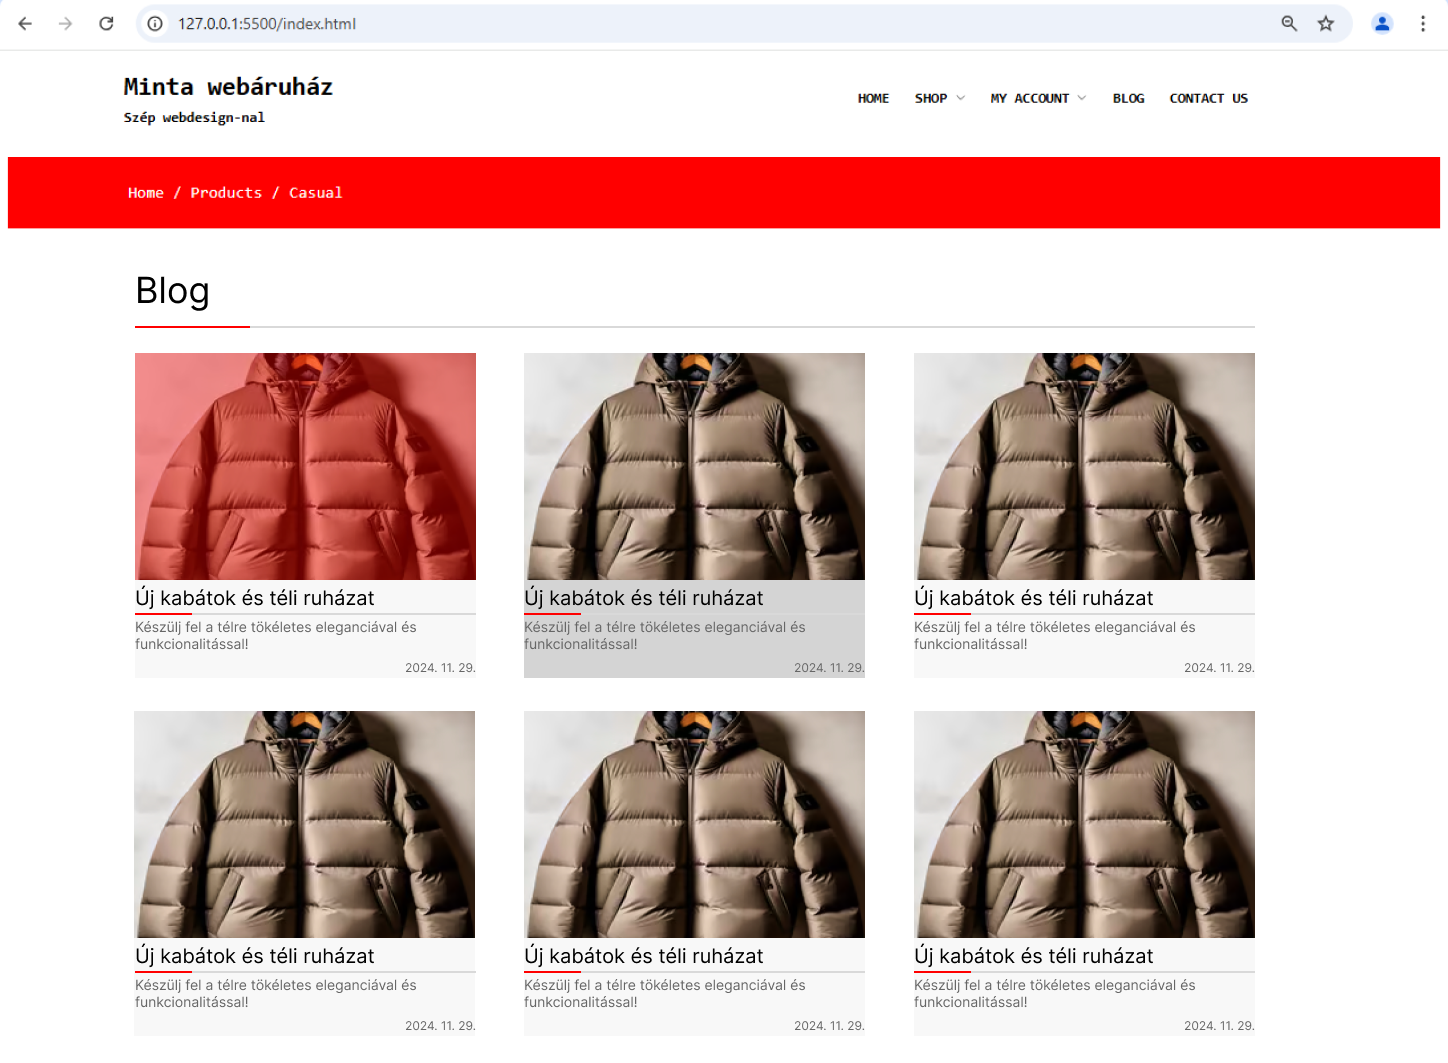 127.0.0.1:5500/index.html
Minta webáruház
Szép webdesign-nal
HOME SHOP MY ACCOUNT BLOG CONTACT US
Home / Products / Casual
Blog
Új kabátok és téli ruházat
Készülj fel a télre tökéletes eleganciával és
funkcionalitással!
2024. 11. 29.
Új kabátok és téli ruházat
Készülj fel a télre tökéletes eleganciával és
funkcionalitással!
2024. 11. 29.
Új kabátok és téli ruházat
Készülj fel a télre tökéletes eleganciával és
funkcionalitással!
2024. 11. 29.
Új kabátok és téli ruházat
Készülj fel a télre tökéletes eleganciával és
funkcionalitással!
2024. 11. 29.
Új kabátok és téli ruházat
Készülj fel a télre tökéletes eleganciával és
funkcionalitással!
2024. 11. 29.
Új kabátok és téli ruházat
Készülj fel a télre tökéletes eleganciával és
funkcionalitással!
2024. 11. 29.